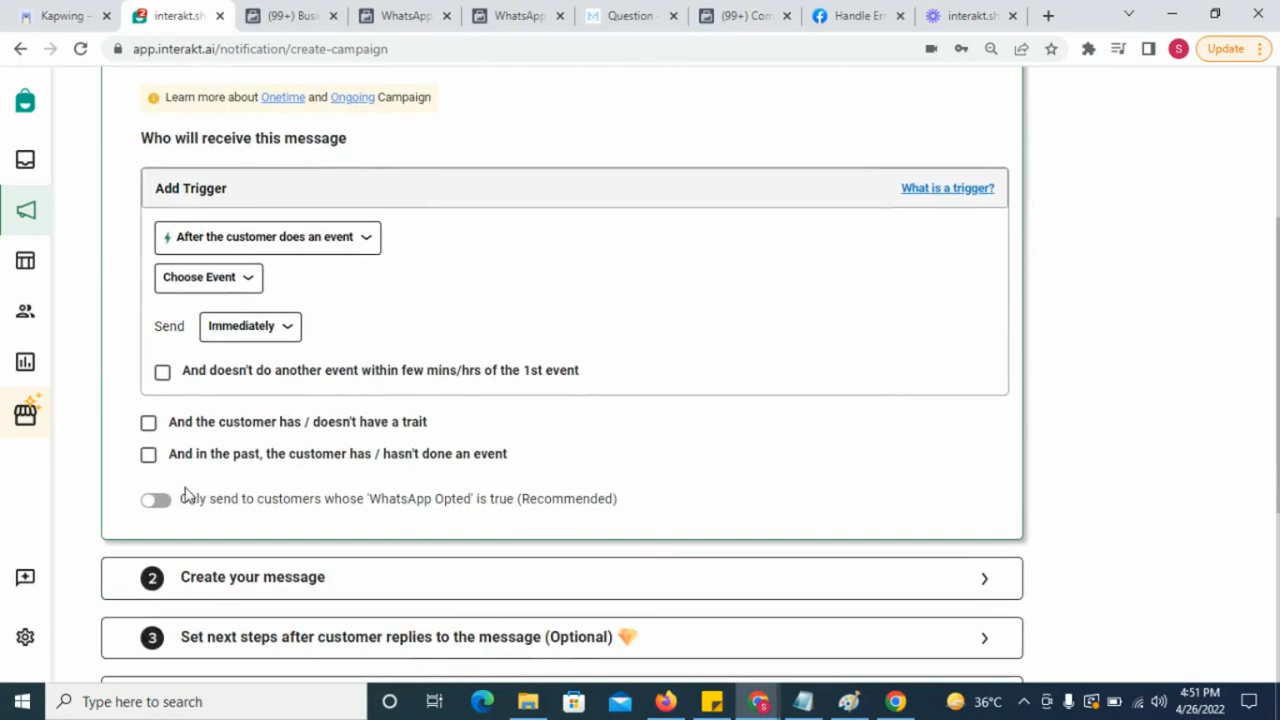 Kapwing –
interakt.sh
(99+) Busi
WhatsApp
WhatsApp
Question
(99+) Com
Handle Err
interakt.sh
app.interakt.ai/notification/create-campaign
S
Update
Learn more about Onetime and Ongoing Campaign
Who will receive this message
Add Trigger
What is a trigger?
After the customer does an event
Choose Event
Send
Immediately
And doesn't do another event within few mins/hrs of the 1st event
And the customer has / doesn't have a trait
And in the past, the customer has / hasn't done an event
Only send to customers whose 'WhatsApp Opted' is true (Recommended)
2 Create your message
3 Set next steps after customer replies to the message (Optional)
Type here to search
36°C
4:51 PM
4/26/2022